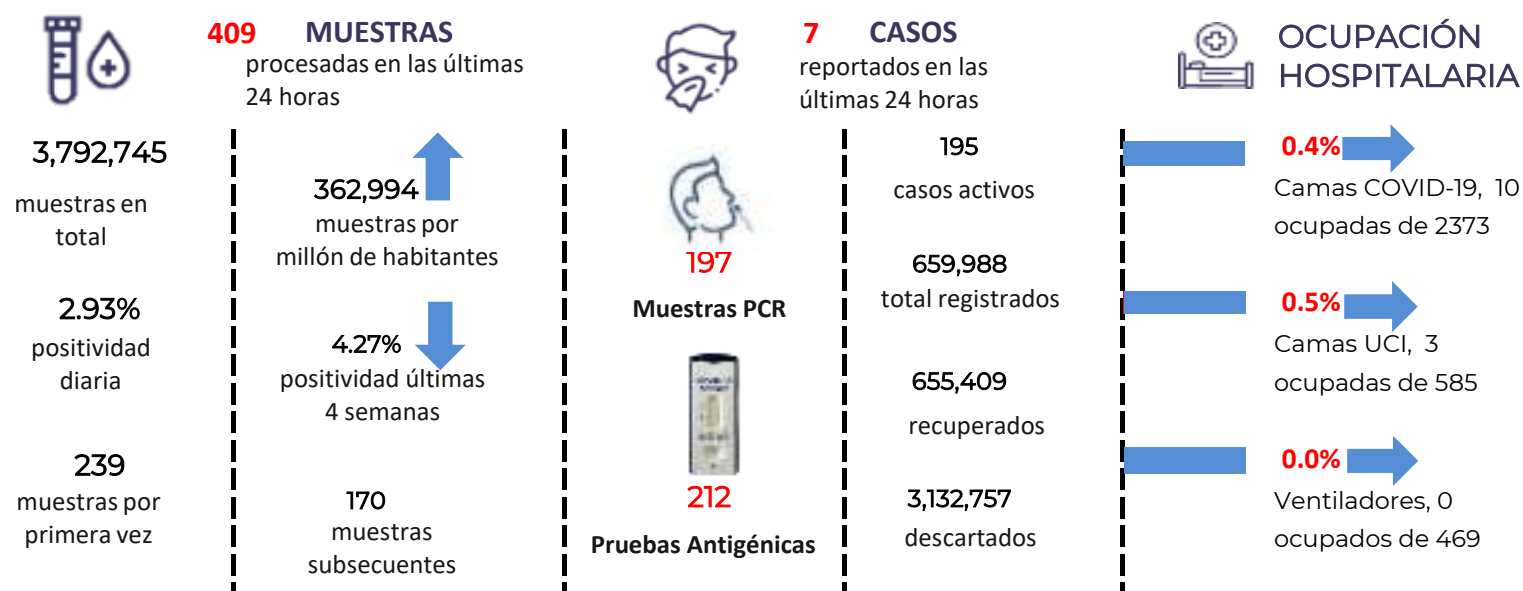 409 MUESTRAS
procesadas en las últimas
24 horas
3,792,745
muestras en
total
2.93%
positividad
diaria
239
muestras por
primera vez
362,994
muestras por
millón de habitantes
4.27%
positividad últimas
4 semanas
170
muestras
subsecuentes
197
Muestras PCR
212
Pruebas Antigénicas
7 CASOS
reportados en las
últimas 24 horas
195
casos activos
659,988
total registrados
655,409
recuperados
3,132,757
descartados
OCUPACIÓN
HOSPITALARIA
0.4%
Camas COVID-19, 10
ocupadas de 2373
0.5%
Camas UCI, 3
ocupadas de 585
0.0%
Ventiladores, 0
ocupados de 469